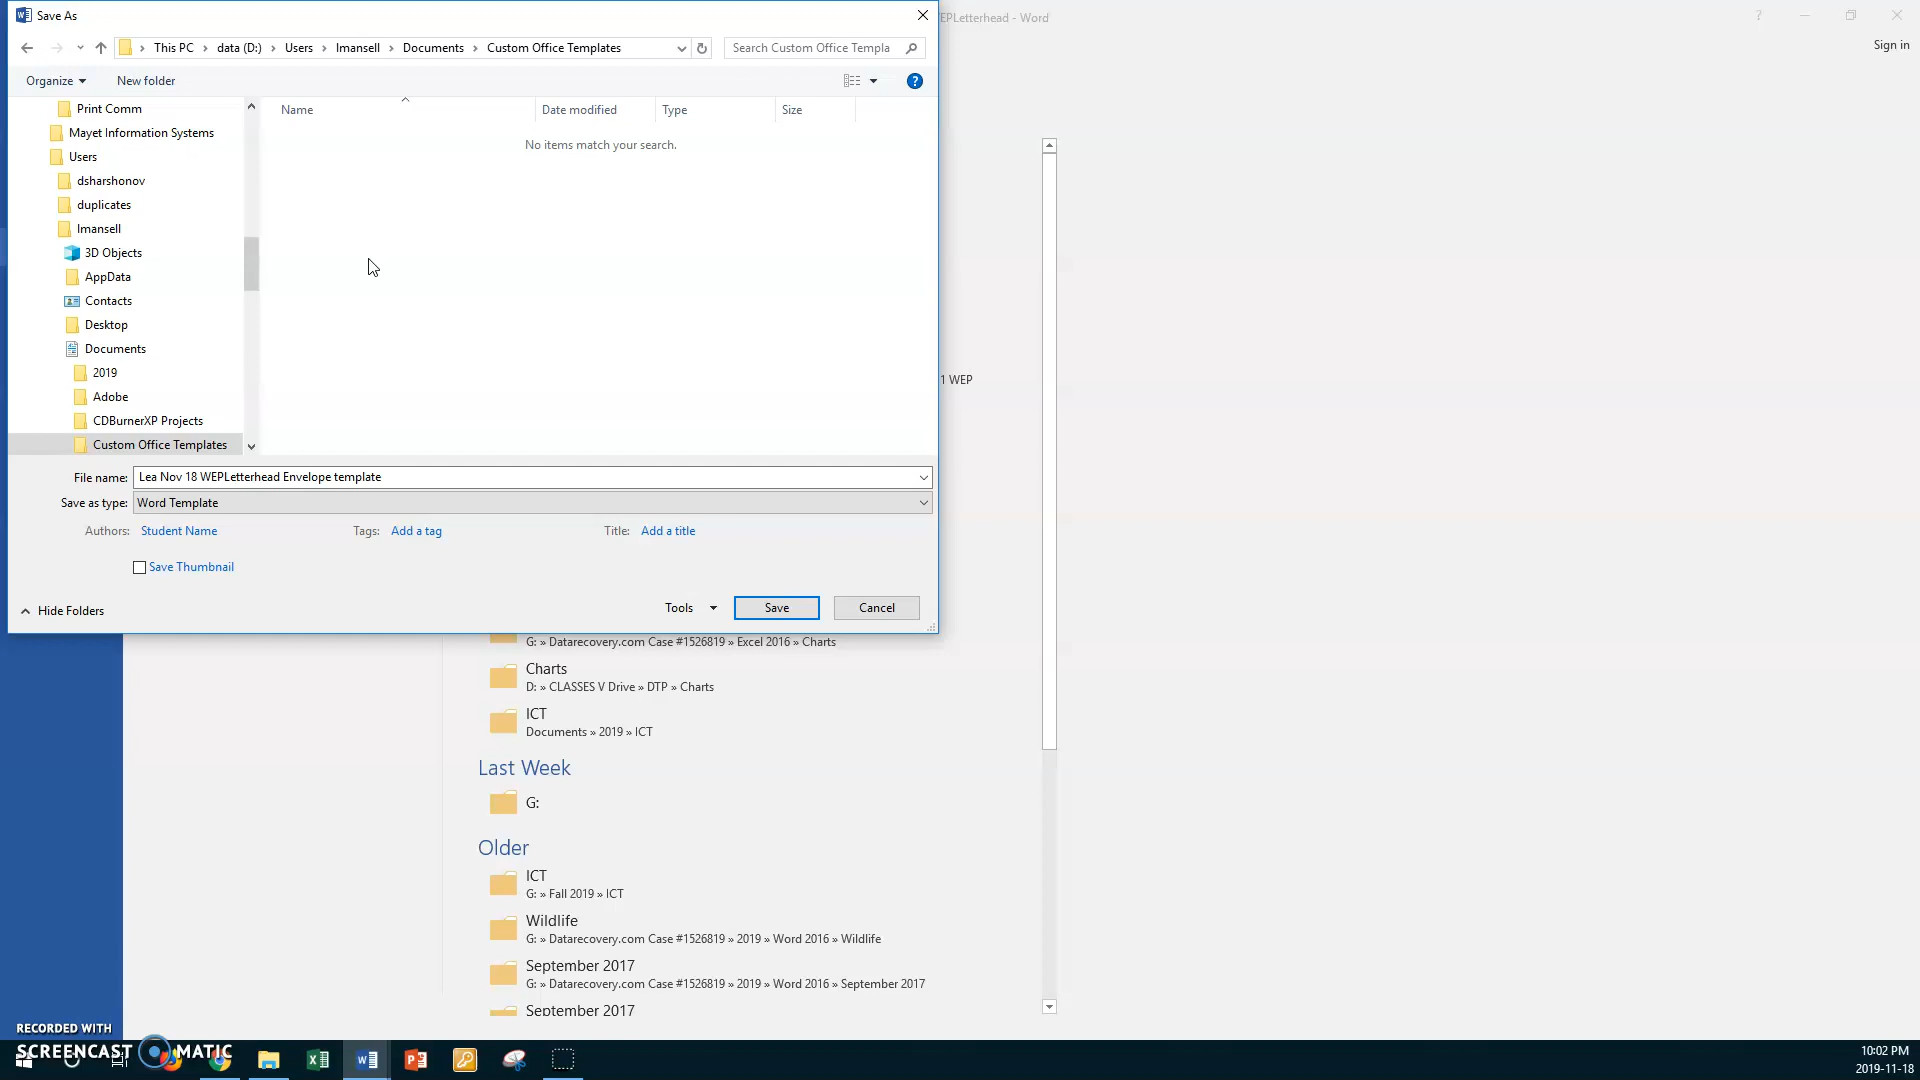 Save As
EPLetterhead - Word
Sign in
This PC data (D:) Users lmansell Documents Custom Office Templates
Search Custom Office Templa
Organize New folder
Name Date modified Type Size
No items match your search.
Print Comm
Mayet Information Systems
Users
dsharshonov
duplicates
lmansell
3D Objects
AppData
Contacts
Desktop
Documents
2019
Adobe
CDBurnerXP Projects
Custom Office Templates
1 WEP
File name: Lea Nov 18 WEPLetterhead Envelope template
Save as type: Word Template
Authors: Student Name Tags: Add a tag Title: Add a title
Save Thumbnail
Hide Folders
Tools Save Cancel
G: » Datarecovery.com Case #1526819 » Excel 2016 » Charts
Charts
D: » CLASSES V Drive » DTP » Charts
ICT
Documents » 2019 » ICT
Last Week
G:
Older
ICT
G: » Fall 2019 » ICT
Wildlife
G: » Datarecovery.com Case #1526819 » 2019 » Word 2016 » Wildlife
September 2017
G: » Datarecovery.com Case #1526819 » 2019 » Word 2016 » September 2017
September 2017
RECORDED WITH
SCREENCAST MATIC
10:02 PM
2019-11-18